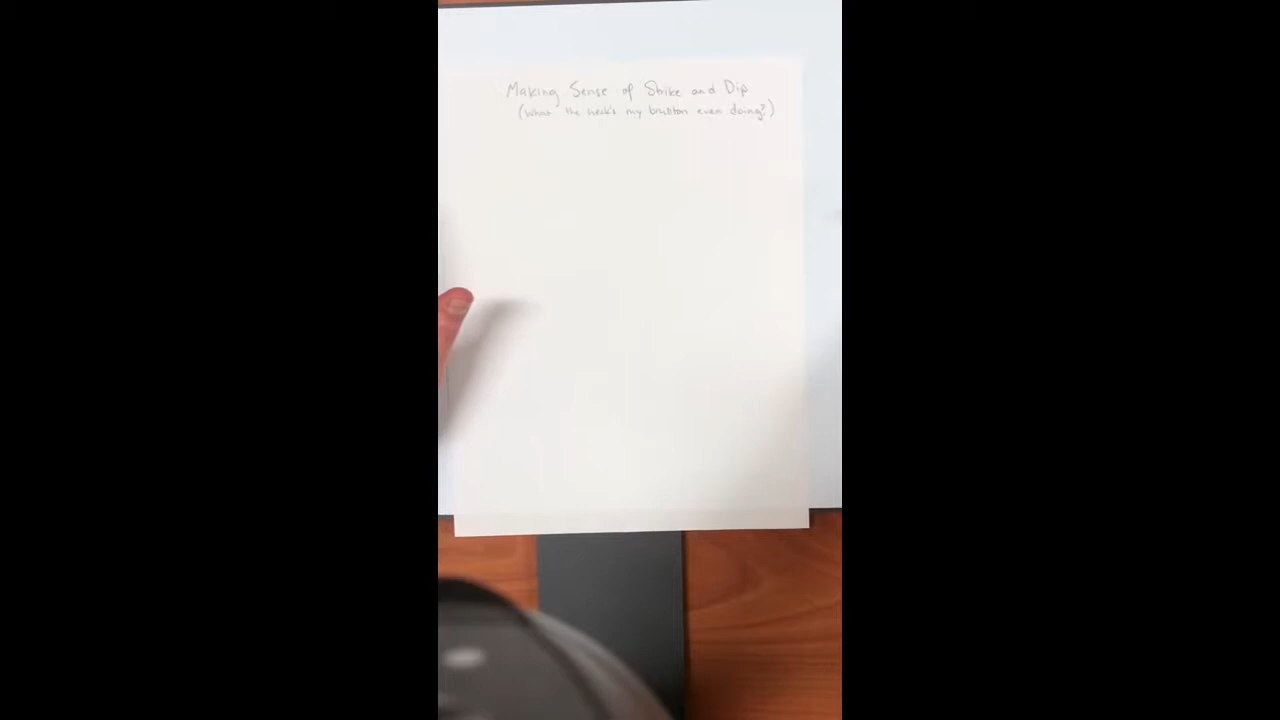 Making Sense of Strike and Dip
(What the heck's my brunton even doing?)